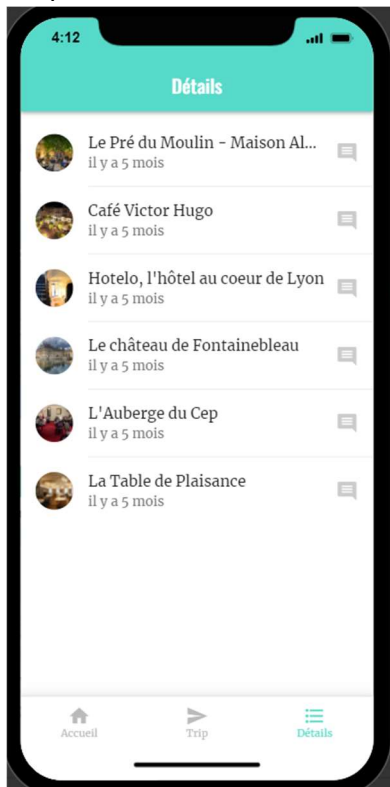 4:12
Détails
Le Pré du Moulin - Maison Al...
il y a 5 mois
Café Victor Hugo
il y a 5 mois
Hotelo, l'hôtel au coeur de Lyon
il y a 5 mois
Le château de Fontainebleau
il y a 5 mois
L'Auberge du Cep
il y a 5 mois
La Table de Plaisance
il y a 5 mois
Accueil
Trip
Détails